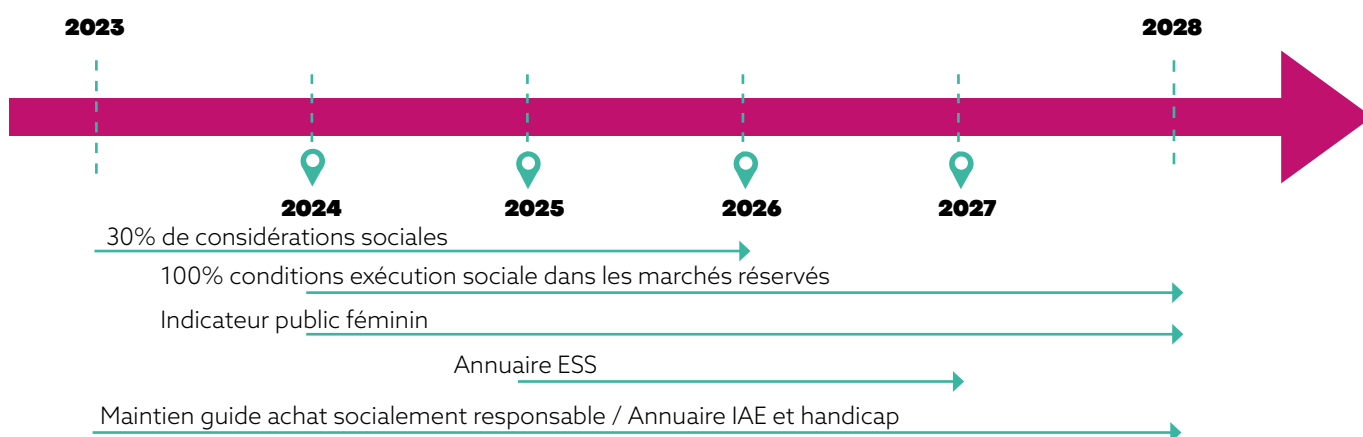 2023
2028
2024
2025
2026
2027
30% de considérations sociales
100% conditions exécution sociale dans les marchés réservés
Indicateur public féminin
Annuaire ESS
Maintien guide achat socialement responsable / Annuaire IAE et handicap